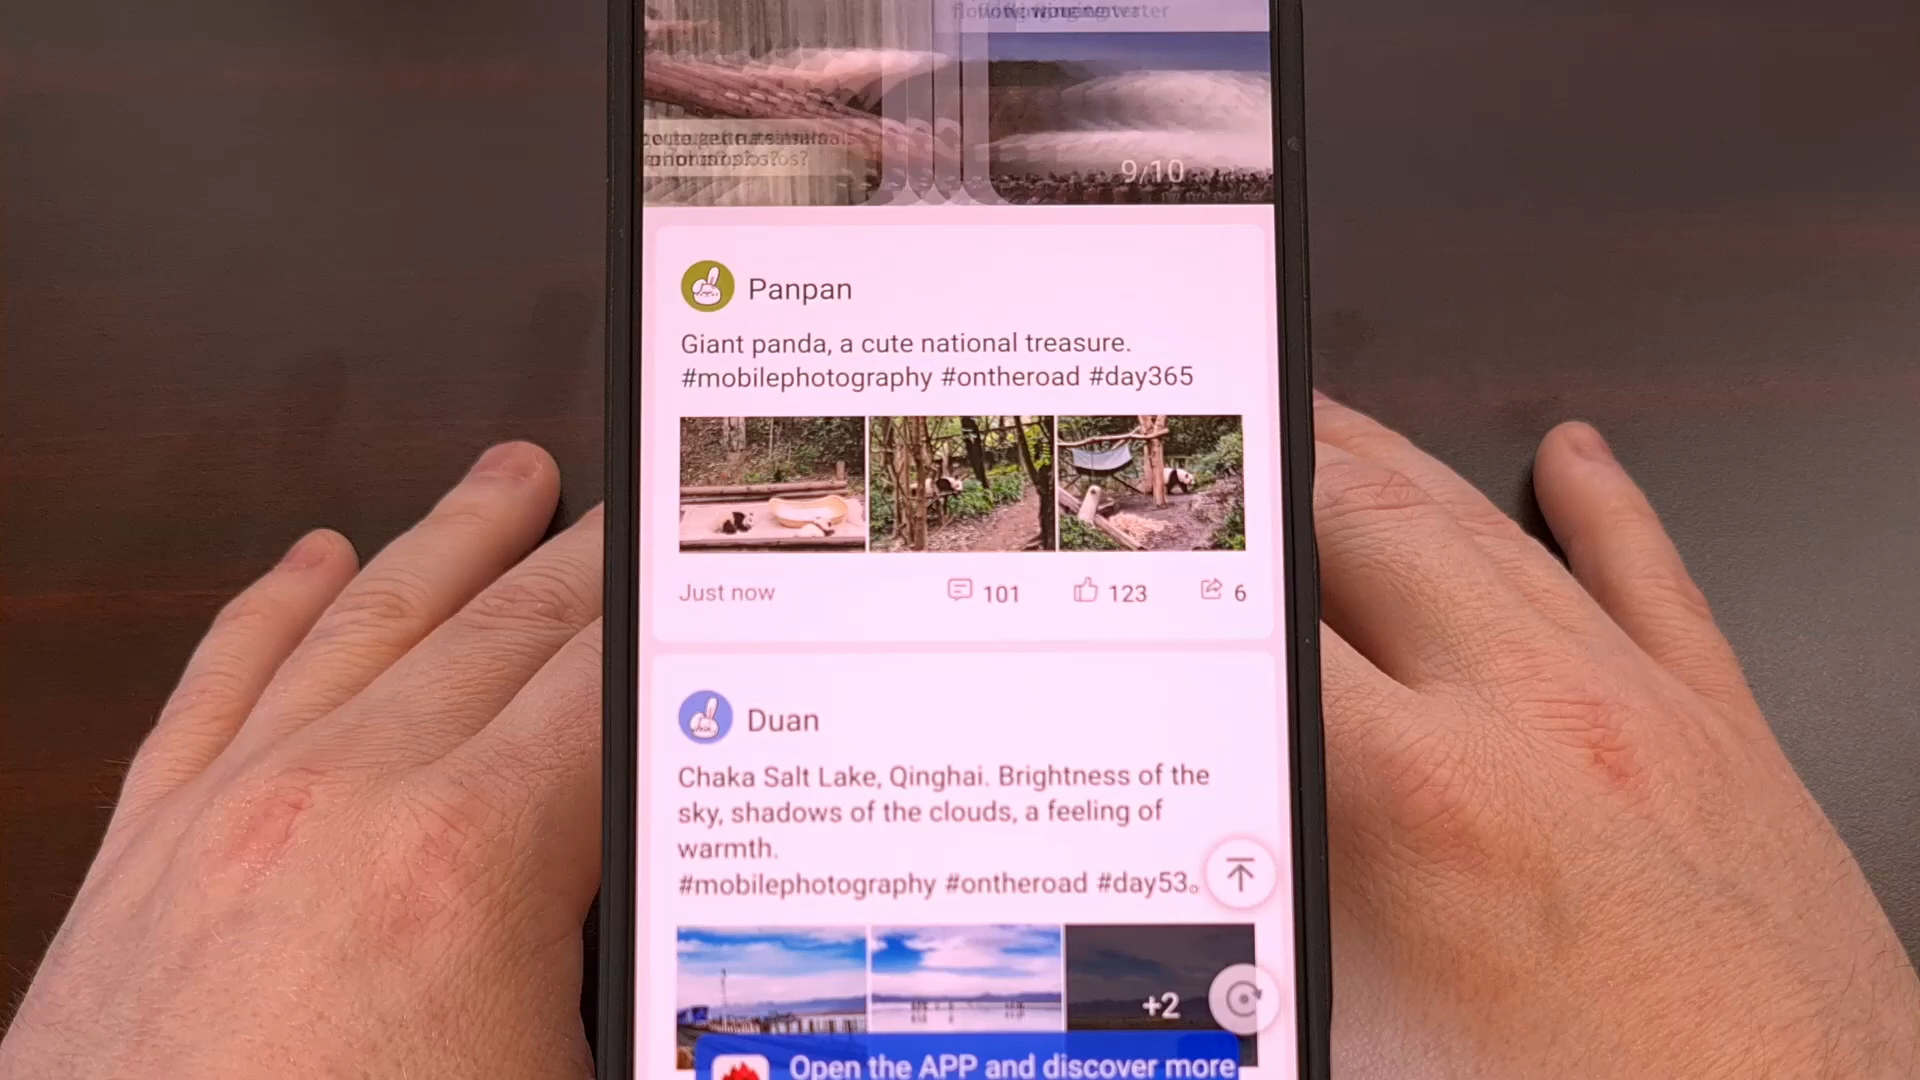 9/10
Panpan
Giant panda, a cute national treasure.
#mobilephotography #ontheroad #day365
Just now 101 123 6
Duan
Chaka Salt Lake, Qinghai. Brightness of the
sky, shadows of the clouds, a feeling of
warmth.
#mobilephotography #ontheroad #day53。
+2
Open the APP and discover more